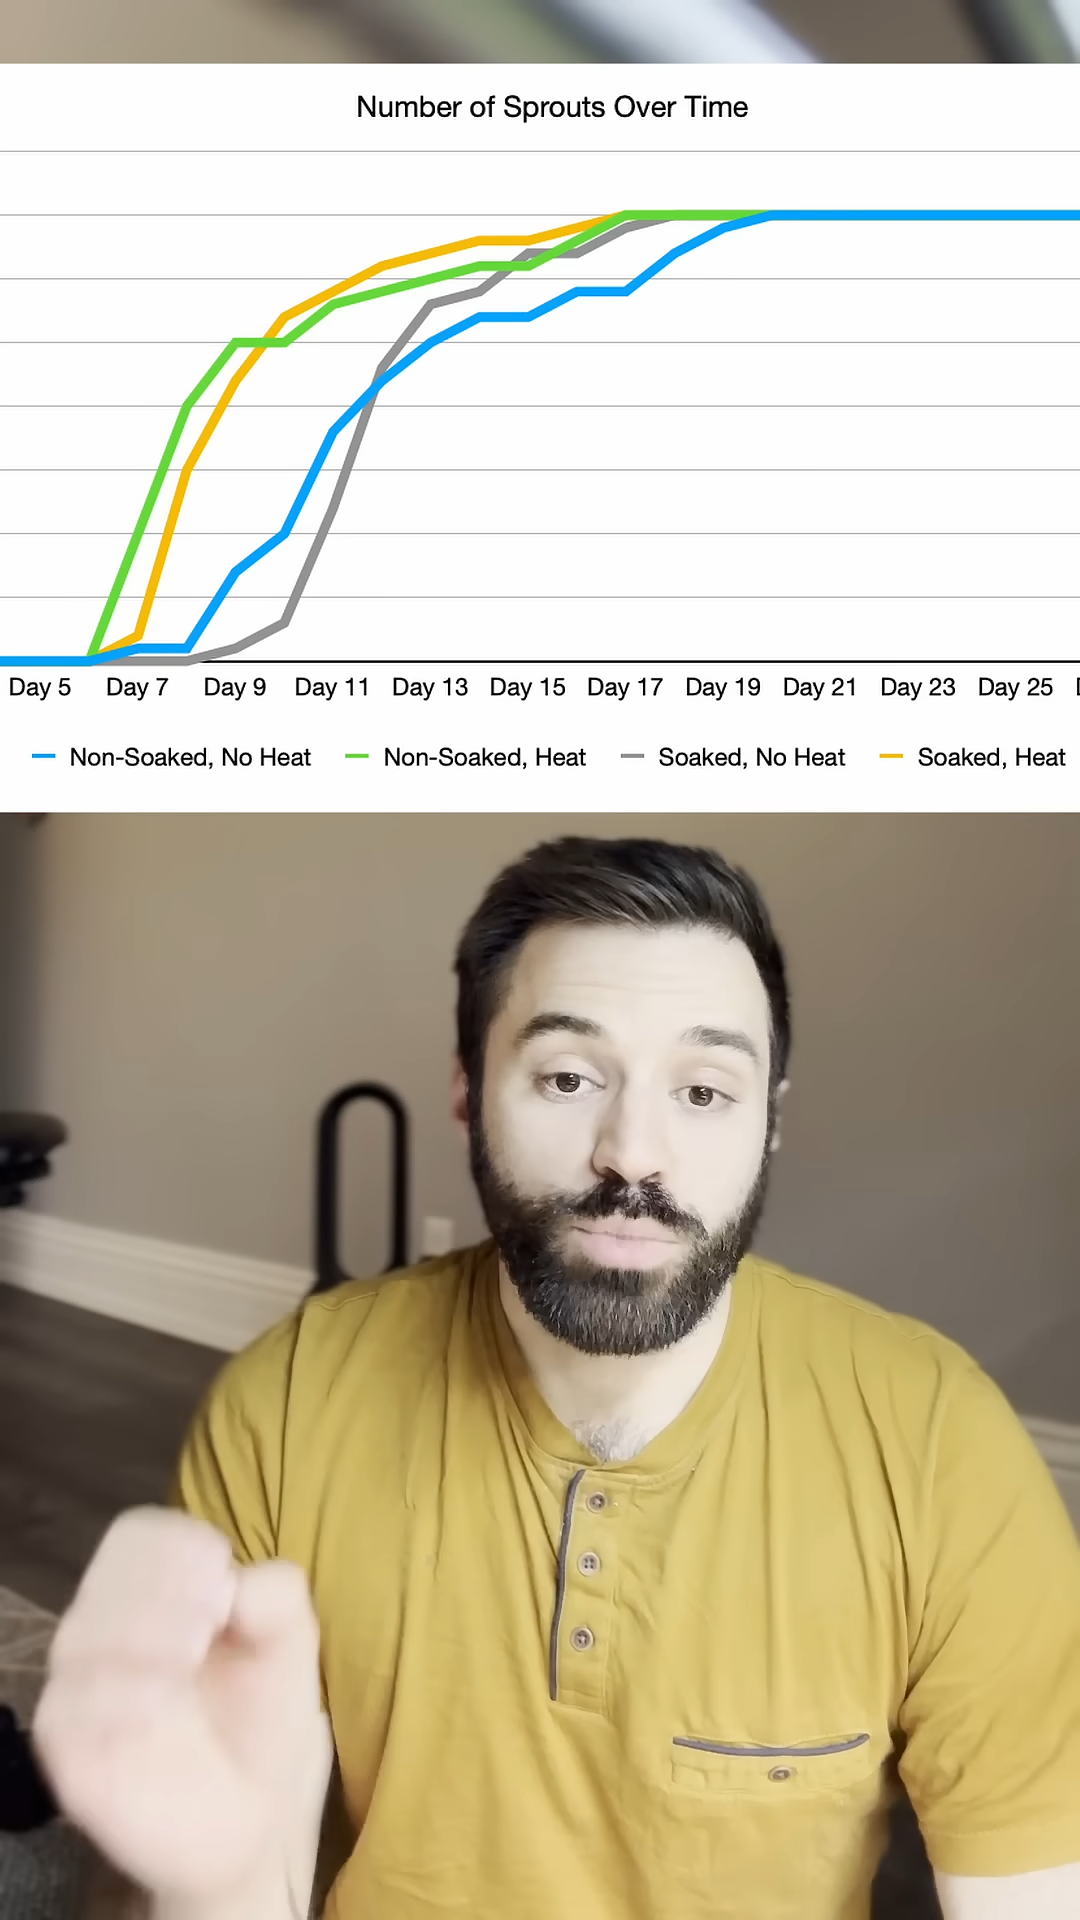 Number of Sprouts Over Time
Day 5 Day 7 Day 9 Day 11 Day 13 Day 15 Day 17 Day 19 Day 21 Day 23 Day 25
Non-Soaked, No Heat Non-Soaked, Heat Soaked, No Heat Soaked, Heat